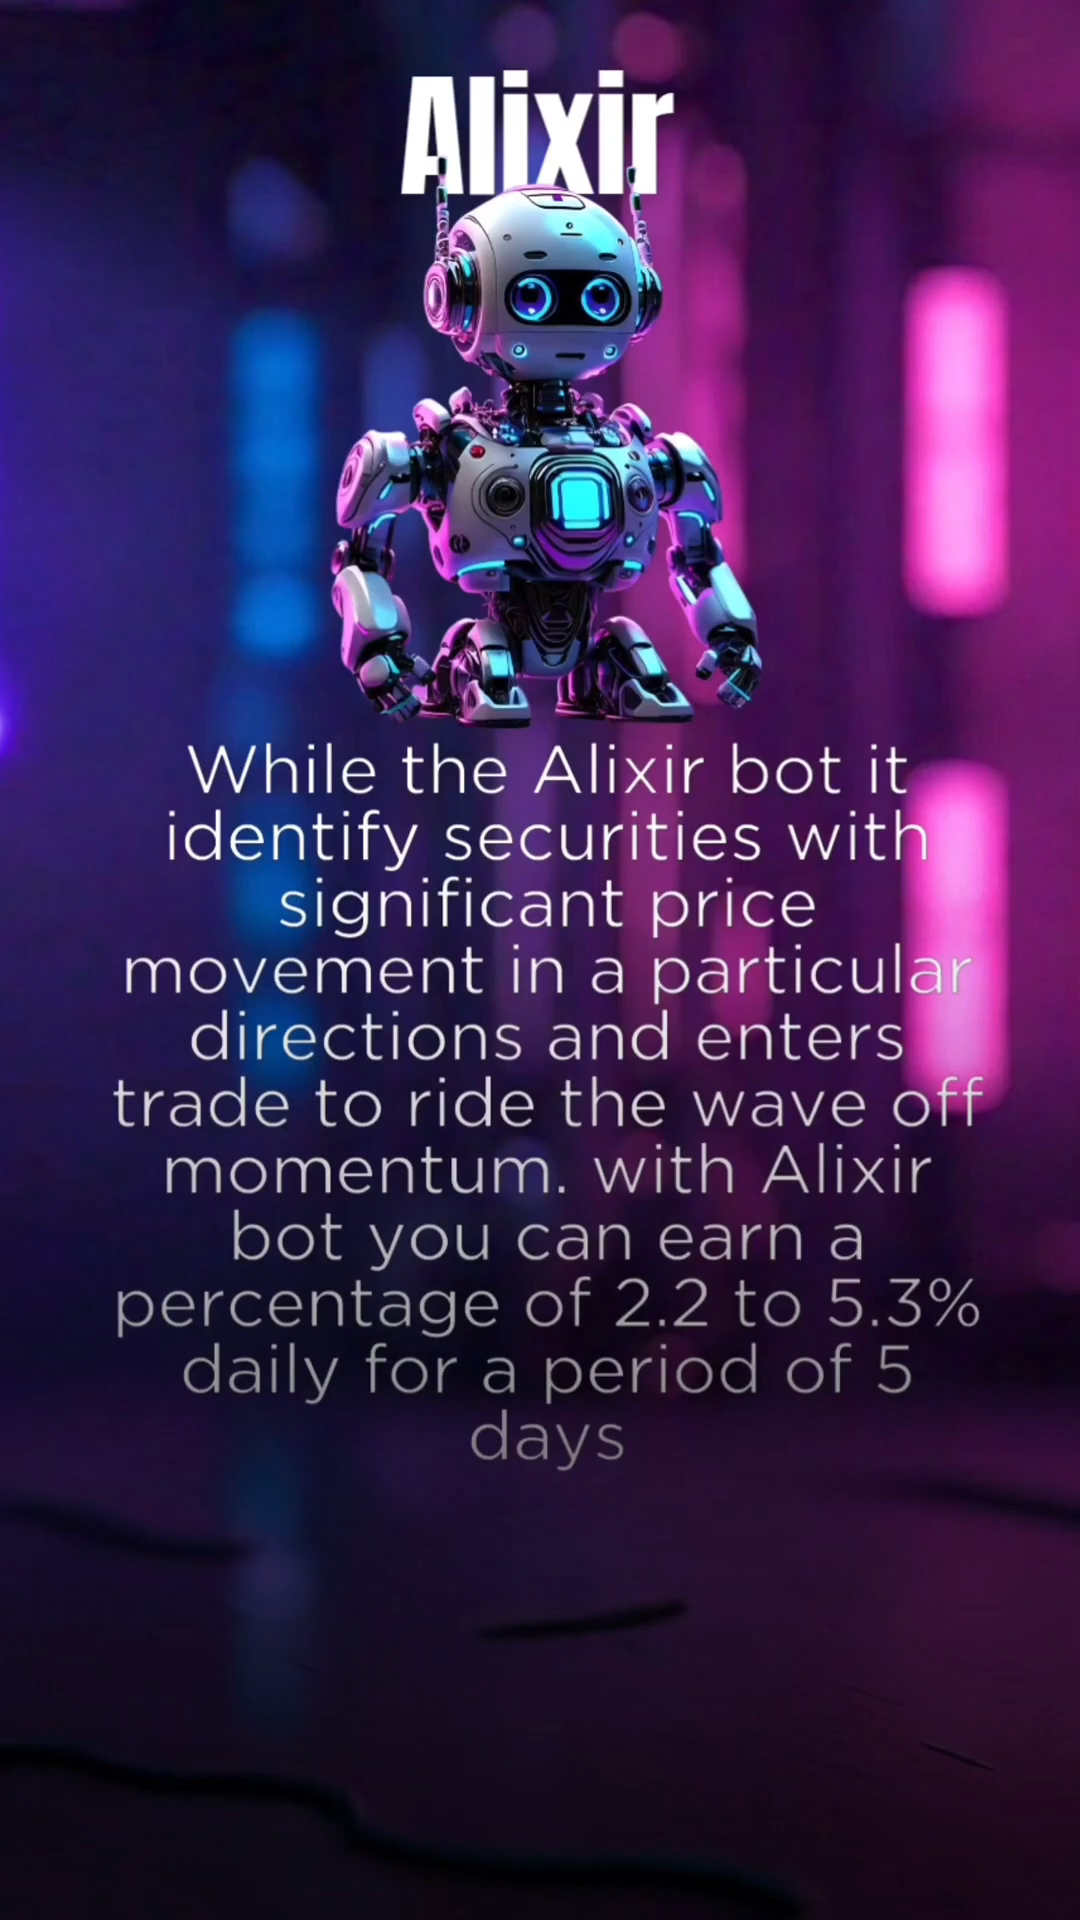 Alixir
While the Alixir bot it
identify securities with
significant price
movement in a particular
directions and enters
trade to ride the wave off
momentum. with Alixir
bot you can earn a
percentage of 2.2 to 5.3%
daily for a period of 5
days